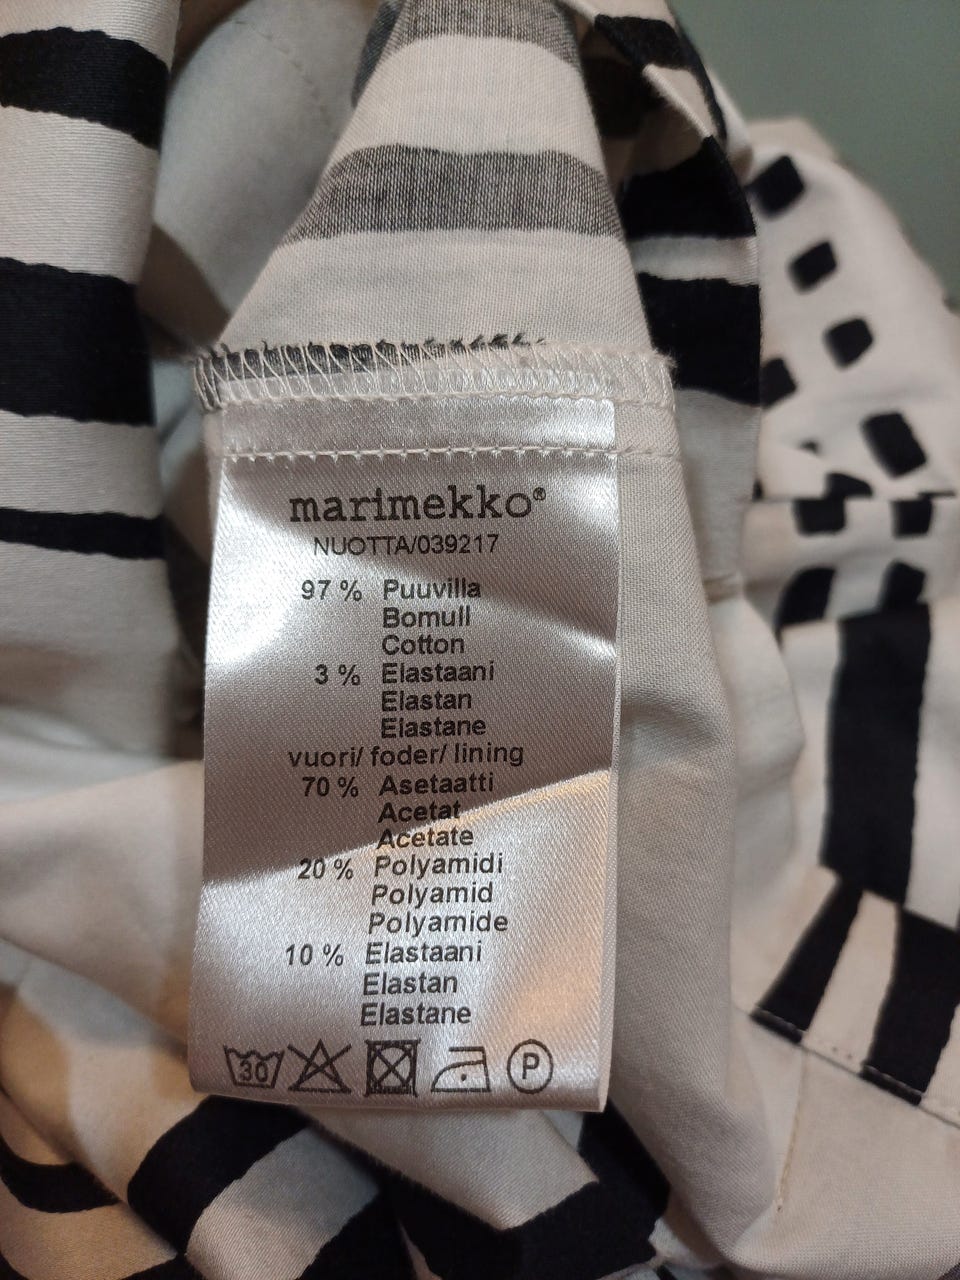 marimekko®
NUOTTA/039217
97 % Puuvilla
Bomull
Cotton
3 % Elastaani
Elastan
Elastane
vuori/ foder/ lining
70 % Asetaatti
Acetat
Acetate
20 % Polyamidi
Polyamid
Polyamide
10 % Elastaani
Elastan
Elastane
30 P